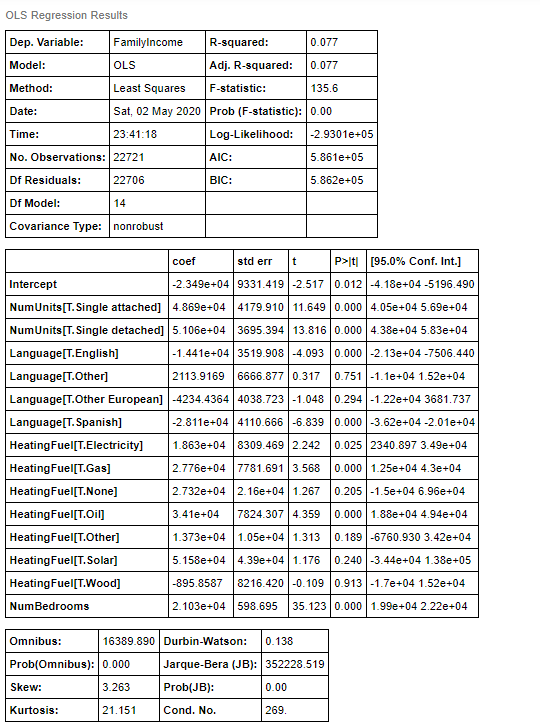 OLS Regression Results
Dep. Variable: FamilyIncome R-squared: 0.077
Model: OLS Adj. R-squared: 0.077
Method: Least Squares F-statistic: 135.6
Date: Sat, 02 May 2020 Prob (F-statistic): 0.00
Time: 23:41:18 Log-Likelihood: -2.9301e+05
No. Observations: 22721 AIC: 5.861e+05
Df Residuals: 22706 BIC: 5.862e+05
Df Model: 14
Covariance Type: nonrobust
coef std err t P>|t| [95.0% Conf. Int.]
Intercept -2.349e+04 9331.419 -2.517 0.012 -4.18e+04 -5196.490
NumUnits[T.Single attached] 4.869e+04 4179.910 11.649 0.000 4.05e+04 5.69e+04
NumUnits[T.Single detached] 5.106e+04 3695.394 13.816 0.000 4.38e+04 5.83e+04
Language[T.English] -1.441e+04 3519.908 -4.093 0.000 -2.13e+04 -7506.440
Language[T.Other] 2113.9169 6666.877 0.317 0.751 -1.1e+04 1.52e+04
Language[T.Other European] -4234.4364 4038.723 -1.048 0.294 -1.22e+04 3681.737
Language[T.Spanish] -2.811e+04 4110.666 -6.839 0.000 -3.62e+04 -2.01e+04
HeatingFuel[T.Electricity] 1.863e+04 8309.469 2.242 0.025 2340.897 3.49e+04
HeatingFuel[T.Gas] 2.776e+04 7781.691 3.568 0.000 1.25e+04 4.3e+04
HeatingFuel[T.None] 2.732e+04 2.16e+04 1.267 0.205 -1.5e+04 6.96e+04
HeatingFuel[T.Oil] 3.41e+04 7824.307 4.359 0.000 1.88e+04 4.94e+04
HeatingFuel[T.Other] 1.373e+04 1.05e+04 1.313 0.189 -6760.930 3.42e+04
HeatingFuel[T.Solar] 5.158e+04 4.39e+04 1.176 0.240 -3.44e+04 1.38e+05
HeatingFuel[T.Wood] -895.8587 8216.420 -0.109 0.913 -1.7e+04 1.52e+04
NumBedrooms 2.103e+04 598.695 35.123 0.000 1.99e+04 2.22e+04
Omnibus: 16389.890 Durbin-Watson: 0.138
Prob(Omnibus): 0.000 Jarque-Bera (JB): 352228.519
Skew: 3.263 Prob(JB): 0.00
Kurtosis: 21.151 Cond. No. 269.